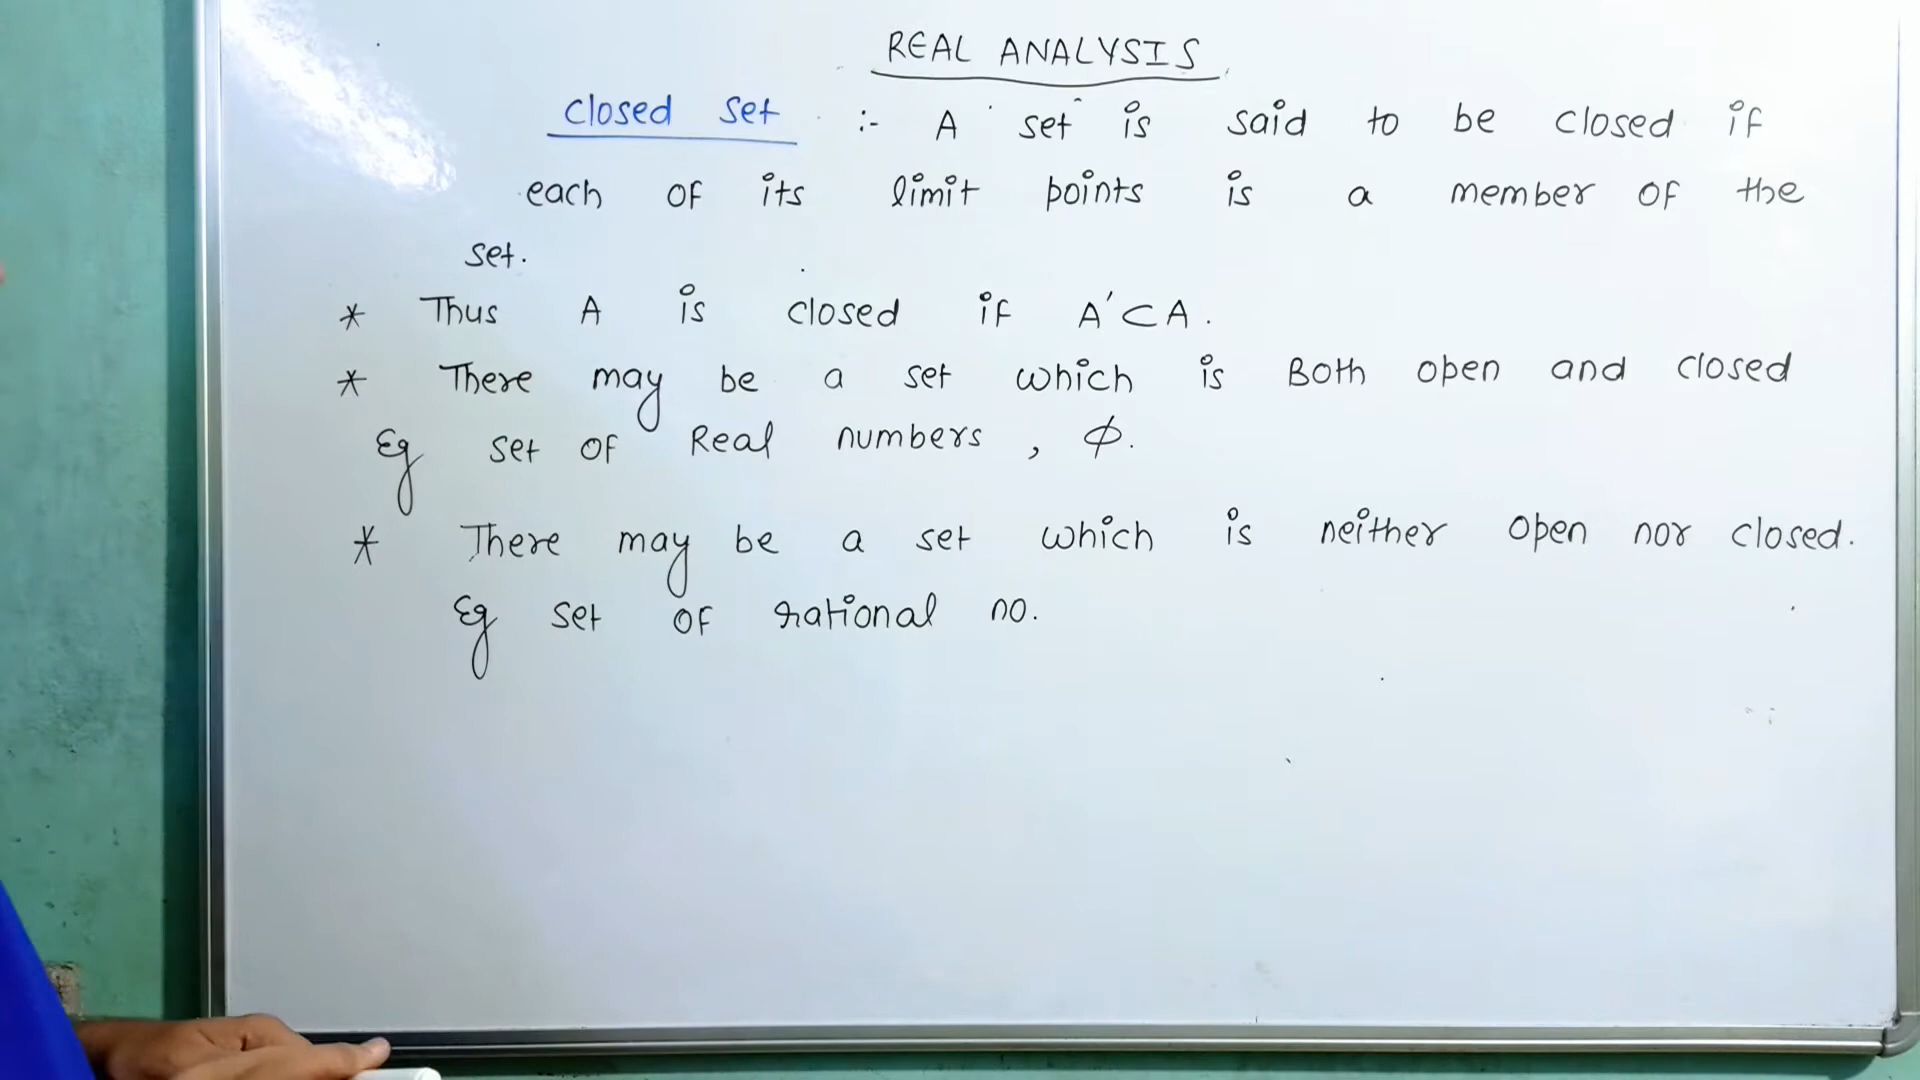 REAL ANALYSIS
closed set :- A set is said to be closed if
each of its limit points is a member of the
set.
* Thus A is closed if A'⊂A.
* There may be a set which is Both open and closed
Eg set of Real numbers , ϕ.
* There may be a set which is neither open nor closed.
Eg set of rational no.